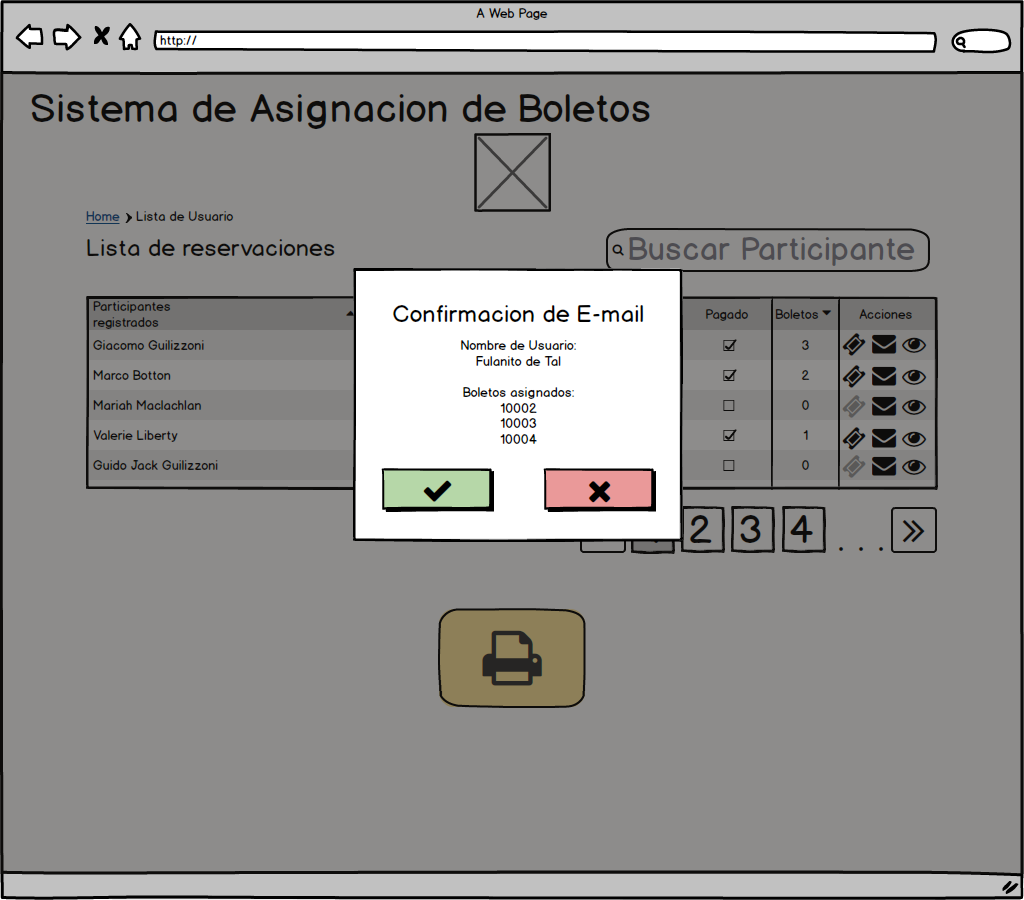 A Web Page
http://
Sistema de Asignacion de Boletos
Home Lista de Usuario
Lista de reservaciones
Buscar Participante
Participantes
registrados
Pagado
Boletos
Acciones
Giacomo Guilizzoni
3
Marco Botton
2
Mariah Maclachlan
0
Valerie Liberty
1
Guido Jack Guilizzoni
0
Confirmacion de E-mail
Nombre de Usuario:
Fulanito de Tal
Boletos asignados:
10002
10003
10004
2 3 4 . . .